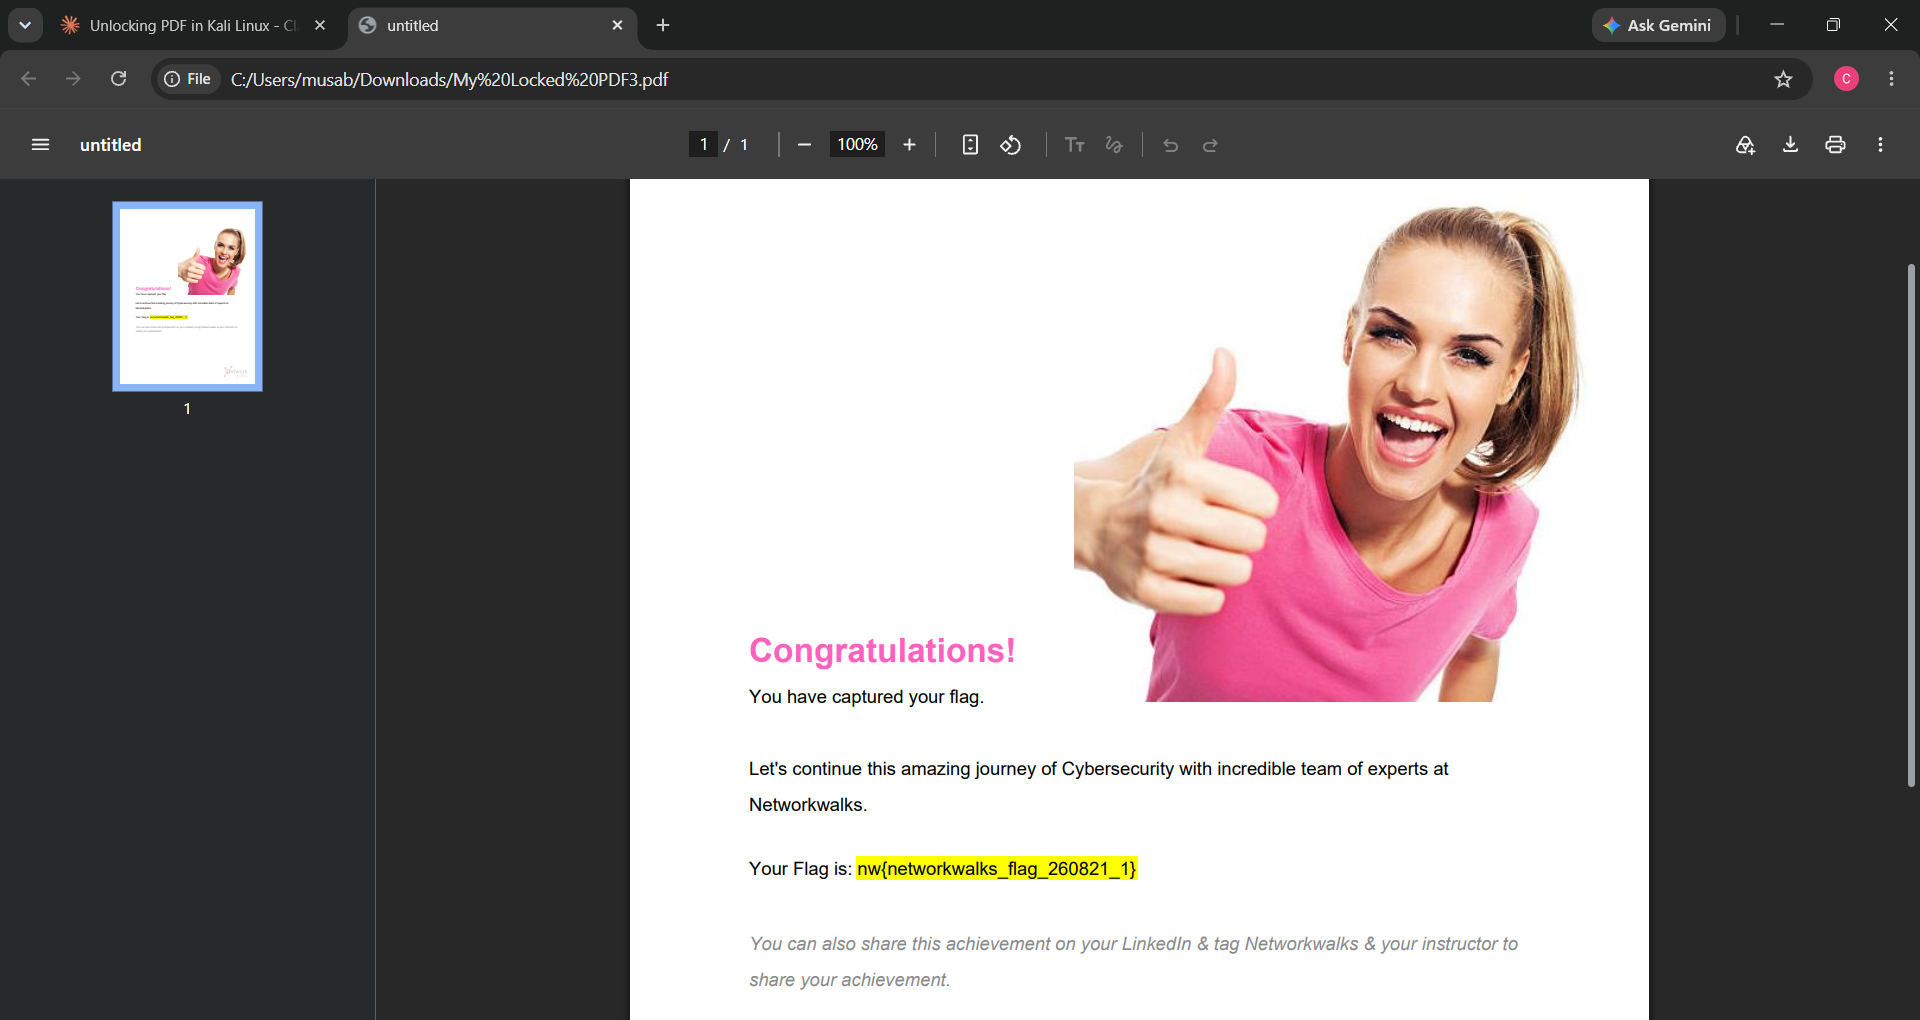 Unlocking PDF in Kali Linux - Cl
untitled
Ask Gemini
File
C:/Users/musab/Downloads/My%20Locked%20PDF3.pdf
C
untitled
1 / 1
100%
1
Congratulations!
You have captured your flag.
Let's continue this amazing journey of Cybersecurity with incredible team of experts at
Networkwalks.
Your Flag is: nw{networkwalks_flag_260821_1}
You can also share this achievement on your LinkedIn & tag Networkwalks & your instructor to
share your achievement.